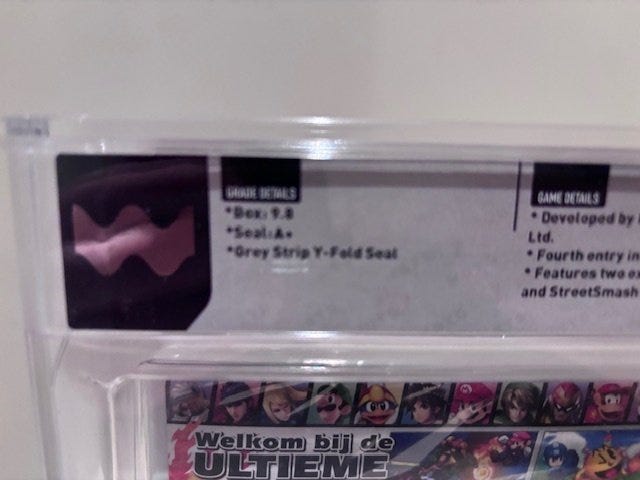 GRADE DETAILS
*Box: 9.8
*Seal: A+
*Grey Strip Y-Fold Seal
GAME DETAILS
* Developed by
Ltd.
* Fourth entry in
* Features two
and StreetSmash
Welkom bij de
ULTIEME